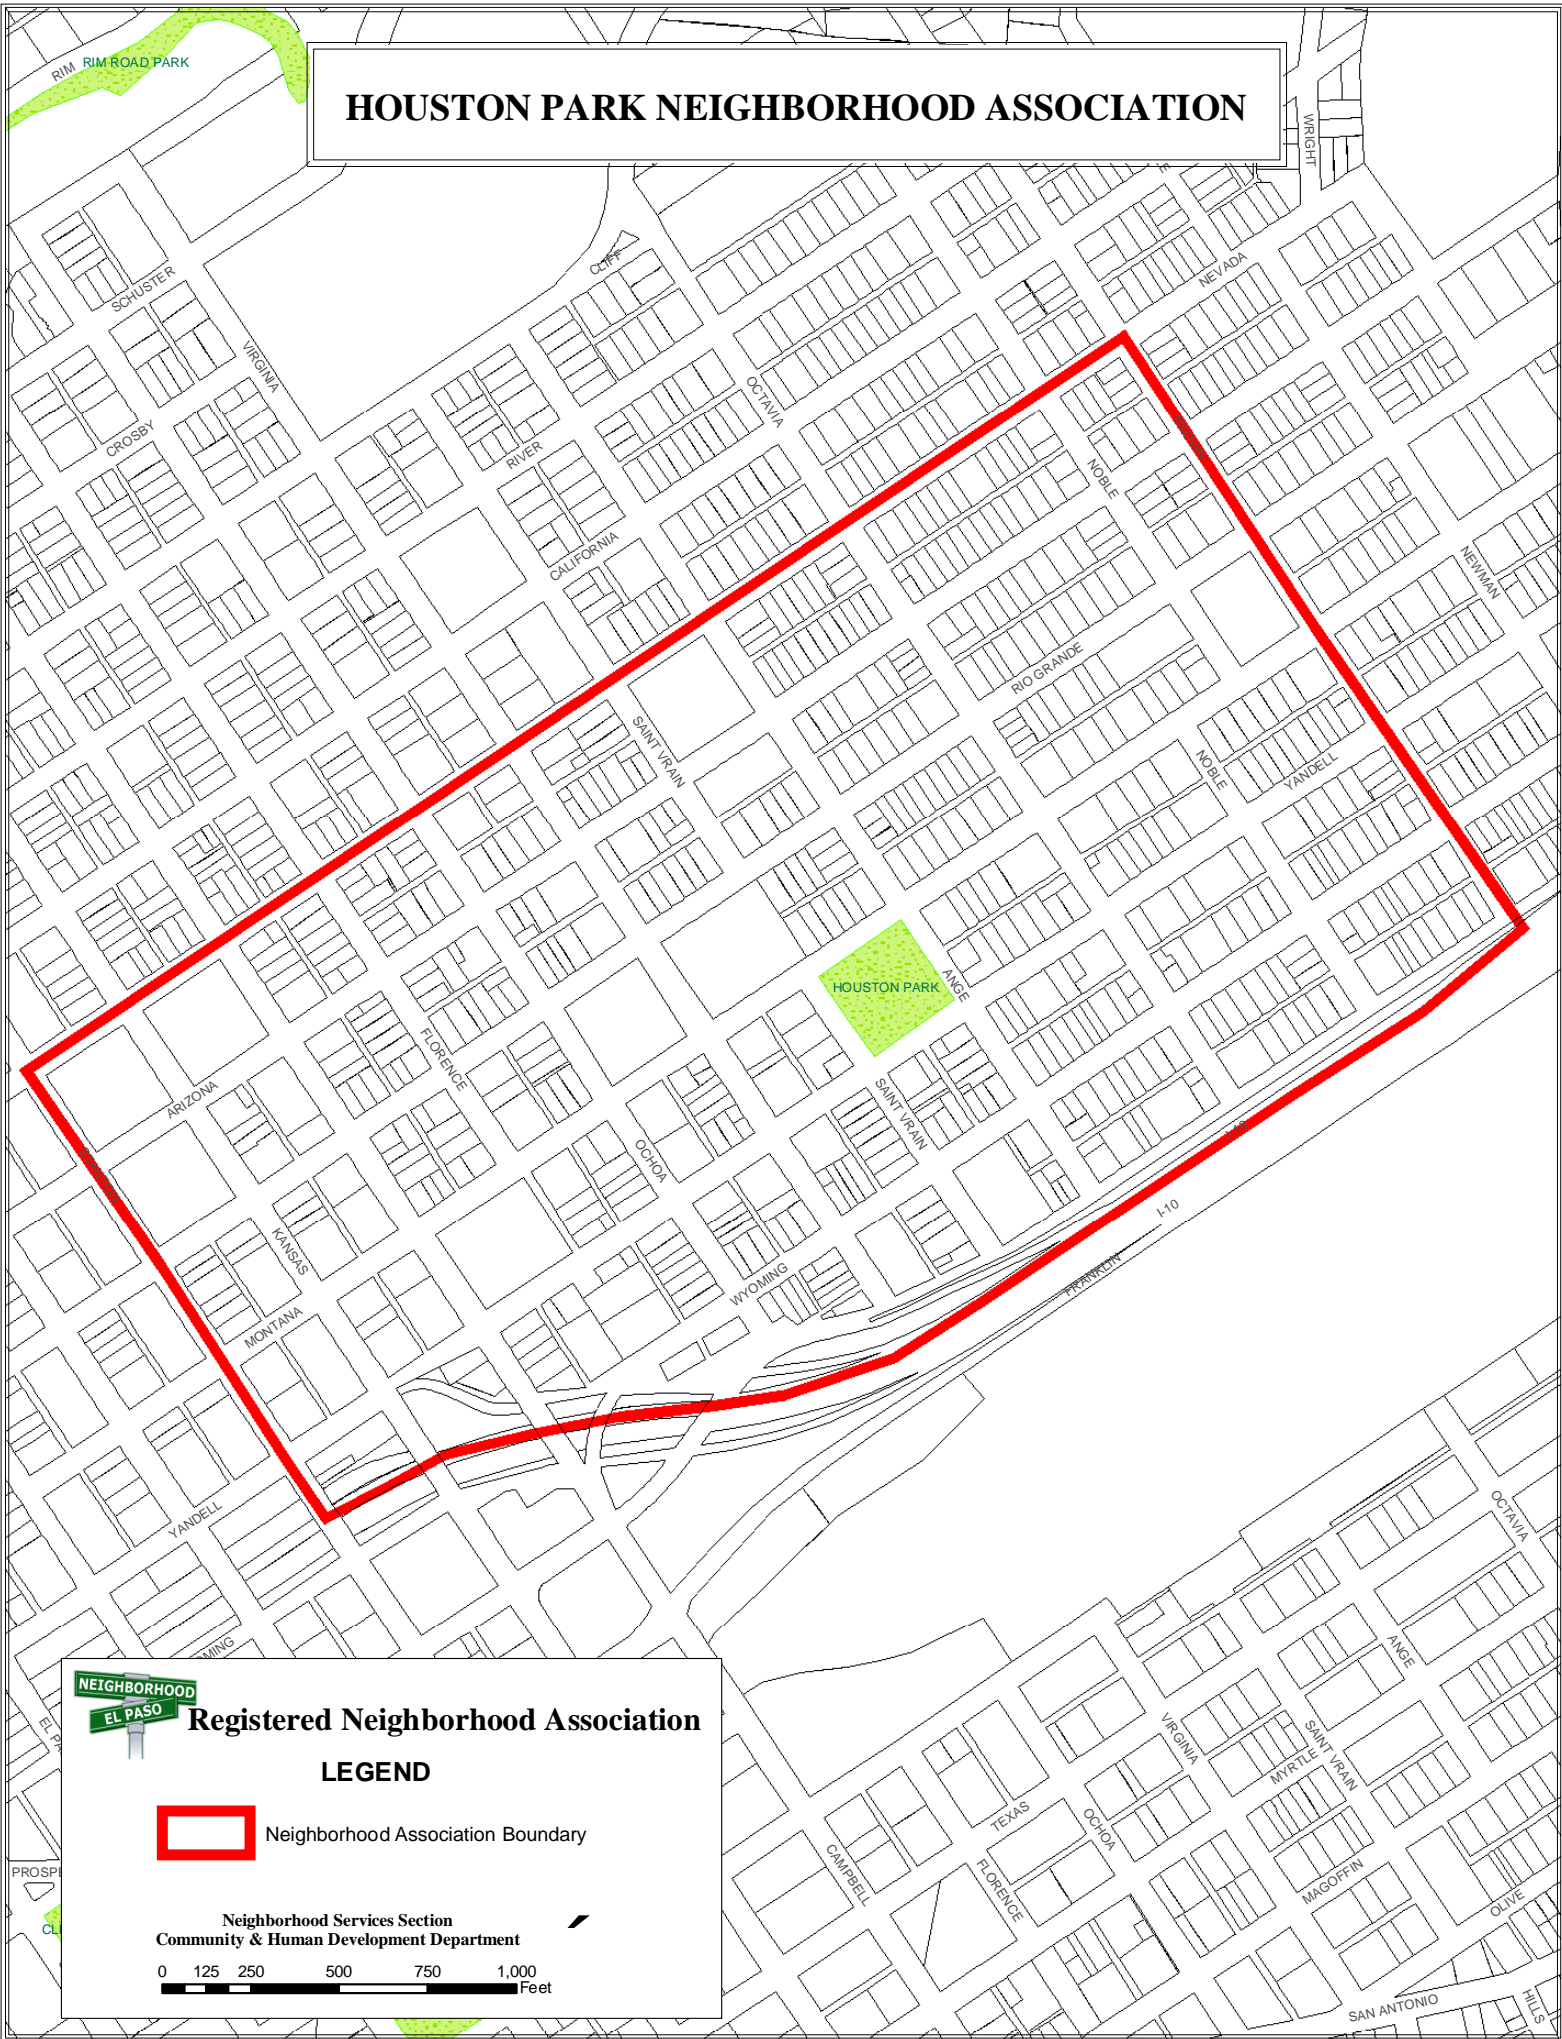 RIM
RIM ROAD PARK
HOUSTON PARK NEIGHBORHOOD ASSOCIATION
WRIGHT
CLIFF
NEVADA
SCHUSTER
VIRGINIA
OCTAVIA
CROSBY
RIVER
NOBLE
CALIFORNIA
NEWMAN
RIO GRANDE
SAINT VRAIN
NOBLE
YANDELL
HOUSTON PARK
ANGE
FLORENCE
ARIZONA
SAINT VRAIN
OCHOA
I-10
I-10
KANSAS
WYOMING
FRANKLIN
MONTANA
YANDELL
OCTAVIA
OMING
ANGE
NEIGHBORHOOD
EL PASO
Registered Neighborhood Association
EL PA
VIRGINIA
SAINT VRAIN
LEGEND
MYRTLE
TEXAS
OCHOA
Neighborhood Association Boundary
PROSPE
CAMPBELL
FLORENCE
MAGOFFIN
OLIVE
CL
Neighborhood Services Section
Community & Human Development Department
0 125 250 500 750 1,000
Feet
SAN ANTONIO
HILLS